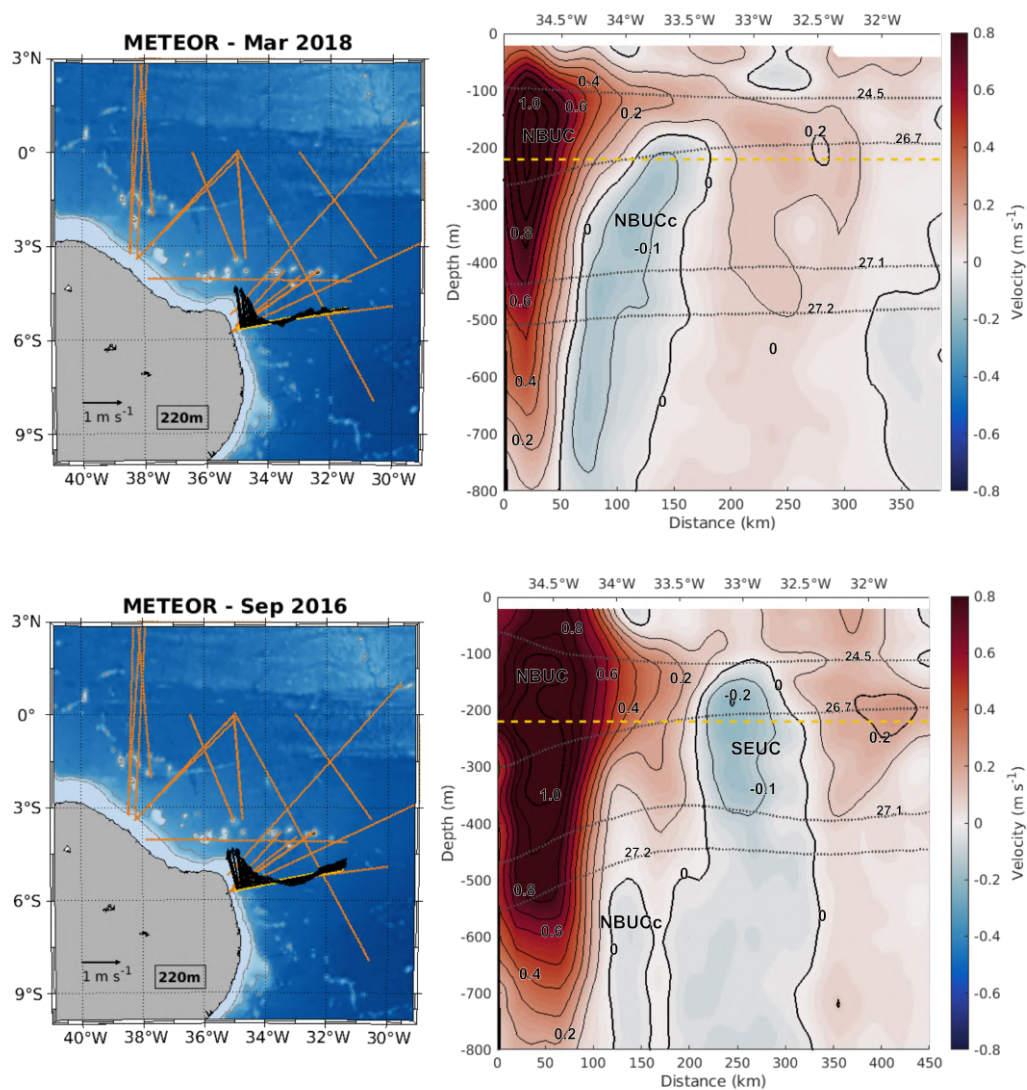 METEOR - Mar 2018
3°N
0°
3°S
6°S
9°S
1 m s⁻¹
220m
40°W 38°W 36°W 34°W 32°W 30°W
34.5°W 34°W 33.5°W 33°W 32.5°W 32°W
0
-100
-200
-300
-400
-500
-600
-700
-800
Depth (m)
0.4
24.5
1.0
0.6
0.2
NBUC
0.2
26.7
0
NBUCc
0
-0.1
0.8
27.1
0.6
27.2
0
0.4
0
0.2
0 50 100 150 200 250 300 350
Distance (km)
0.8
0.6
0.4
0.2
0
-0.2
-0.4
-0.6
-0.8
Velocity (m s⁻¹)
METEOR - Sep 2016
3°N
0°
3°S
6°S
9°S
1 m s⁻¹
220m
40°W 38°W 36°W 34°W 32°W 30°W
34.5°W 34°W 33.5°W 33°W 32.5°W 32°W
0
-100
-200
-300
-400
-500
-600
-700
-800
Depth (m)
0.8
24.5
NBUC
0.6
0.2
0
-0.2
26.7
0.4
0
0.2
SEUC
1.0
-0.1
27.1
27.2
0.8
0
NBUCc
0.6
0
0
0.4
0.2
0 50 100 150 200 250 300 350 400 450
Distance (km)
0.8
0.6
0.4
0.2
0
-0.2
-0.4
-0.6
-0.8
Velocity (m s⁻¹)